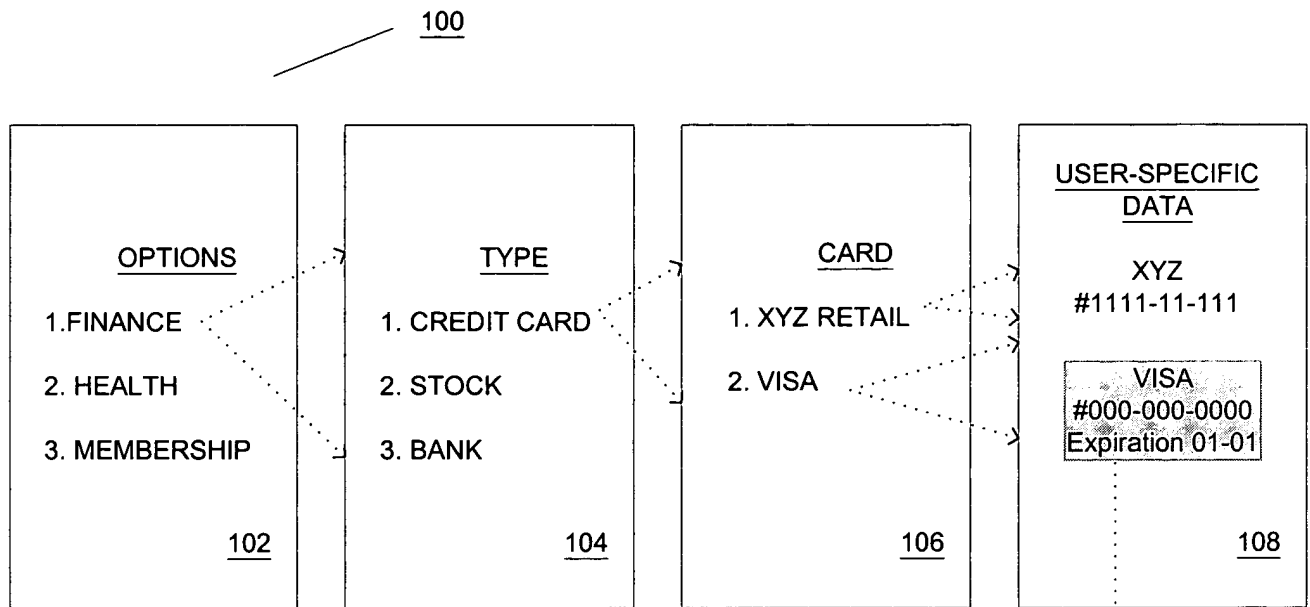 100
OPTIONS
1.FINANCE
2. HEALTH
3. MEMBERSHIP
102
TYPE
1. CREDIT CARD
2. STOCK
3. BANK
104
CARD
1. XYZ RETAIL
2. VISA
106
USER-SPECIFIC
DATA
XYZ
#1111-11-111
VISA
#000-000-0000
Expiration 01-01
108